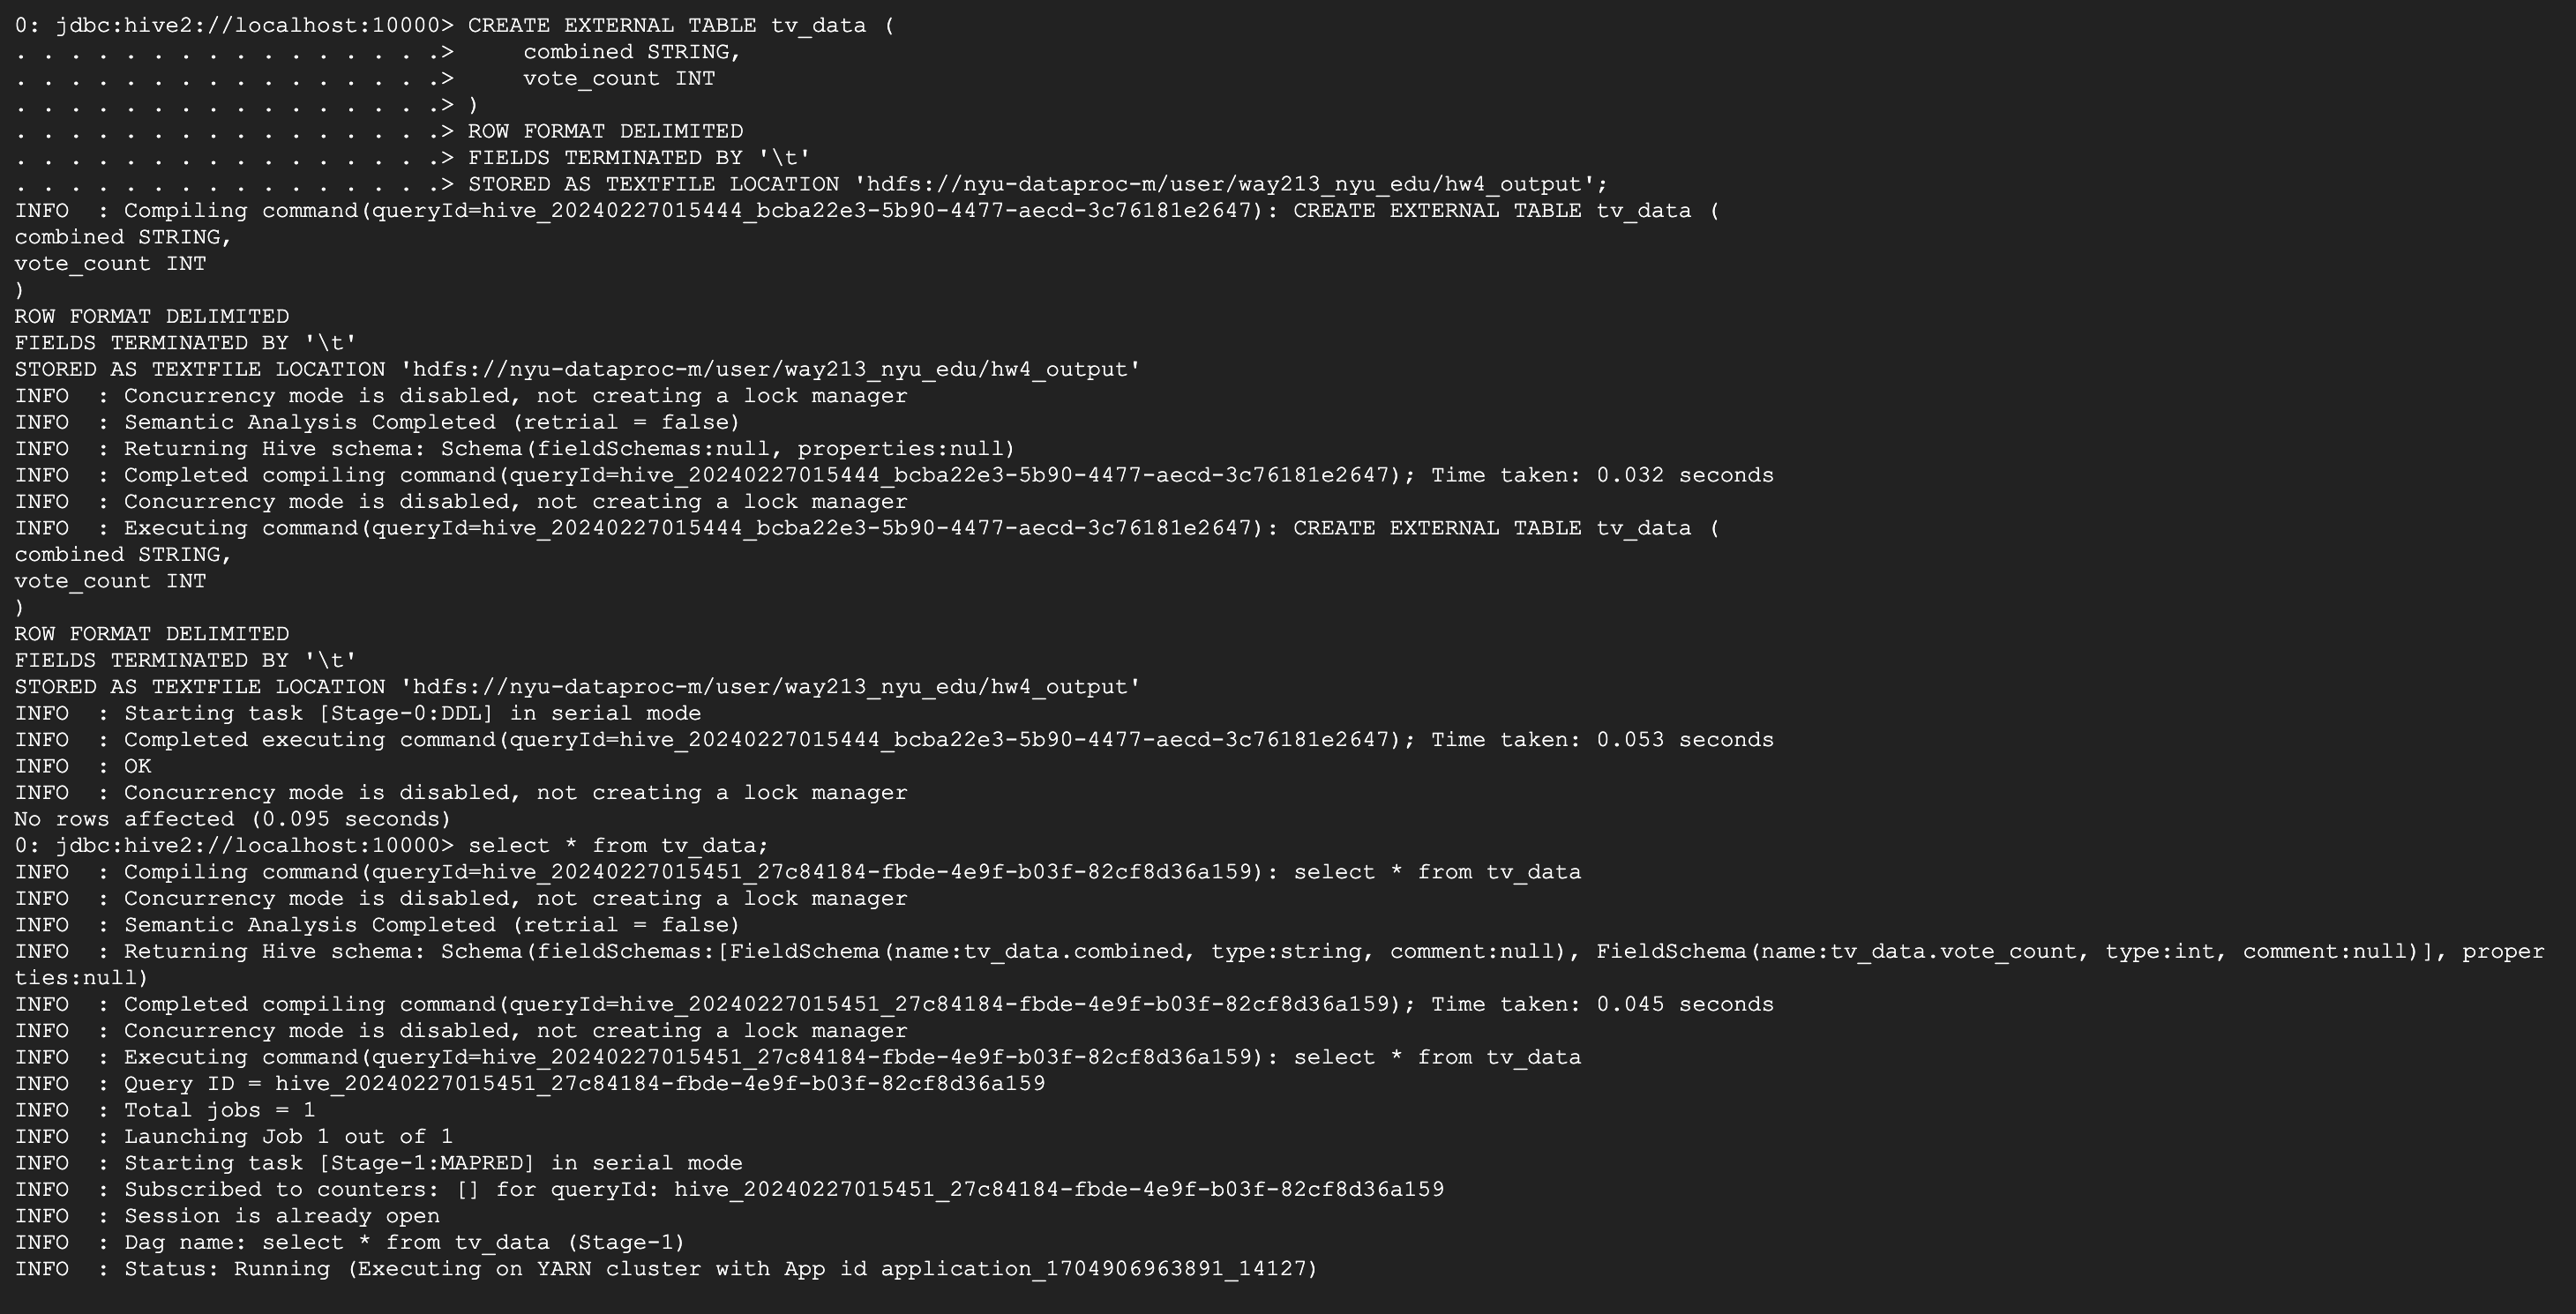 0: jdbc:hive2://localhost:10000> CREATE EXTERNAL TABLE tv_data (
. . . . . . . . . . . . . . . .>     combined STRING,
. . . . . . . . . . . . . . . .>     vote_count INT
. . . . . . . . . . . . . . . .> )
. . . . . . . . . . . . . . . .> ROW FORMAT DELIMITED
. . . . . . . . . . . . . . . .> FIELDS TERMINATED BY '\t'
. . . . . . . . . . . . . . . .> STORED AS TEXTFILE LOCATION 'hdfs://nyu-dataproc-m/user/way213_nyu_edu/hw4_output';
INFO  : Compiling command(queryId=hive_20240227015444_bcba22e3-5b90-4477-aecd-3c76181e2647): CREATE EXTERNAL TABLE tv_data (
combined STRING,
vote_count INT
)
ROW FORMAT DELIMITED
FIELDS TERMINATED BY '\t'
STORED AS TEXTFILE LOCATION 'hdfs://nyu-dataproc-m/user/way213_nyu_edu/hw4_output'
INFO  : Concurrency mode is disabled, not creating a lock manager
INFO  : Semantic Analysis Completed (retrial = false)
INFO  : Returning Hive schema: Schema(fieldSchemas:null, properties:null)
INFO  : Completed compiling command(queryId=hive_20240227015444_bcba22e3-5b90-4477-aecd-3c76181e2647); Time taken: 0.032 seconds
INFO  : Concurrency mode is disabled, not creating a lock manager
INFO  : Executing command(queryId=hive_20240227015444_bcba22e3-5b90-4477-aecd-3c76181e2647): CREATE EXTERNAL TABLE tv_data (
combined STRING,
vote_count INT
)
ROW FORMAT DELIMITED
FIELDS TERMINATED BY '\t'
STORED AS TEXTFILE LOCATION 'hdfs://nyu-dataproc-m/user/way213_nyu_edu/hw4_output'
INFO  : Starting task [Stage-0:DDL] in serial mode
INFO  : Completed executing command(queryId=hive_20240227015444_bcba22e3-5b90-4477-aecd-3c76181e2647); Time taken: 0.053 seconds
INFO  : OK
INFO  : Concurrency mode is disabled, not creating a lock manager
No rows affected (0.095 seconds)
0: jdbc:hive2://localhost:10000> select * from tv_data;
INFO  : Compiling command(queryId=hive_20240227015451_27c84184-fbde-4e9f-b03f-82cf8d36a159): select * from tv_data
INFO  : Concurrency mode is disabled, not creating a lock manager
INFO  : Semantic Analysis Completed (retrial = false)
INFO  : Returning Hive schema: Schema(fieldSchemas:[FieldSchema(name:tv_data.combined, type:string, comment:null), FieldSchema(name:tv_data.vote_count, type:int, comment:null)], proper
ties:null)
INFO  : Completed compiling command(queryId=hive_20240227015451_27c84184-fbde-4e9f-b03f-82cf8d36a159); Time taken: 0.045 seconds
INFO  : Concurrency mode is disabled, not creating a lock manager
INFO  : Executing command(queryId=hive_20240227015451_27c84184-fbde-4e9f-b03f-82cf8d36a159): select * from tv_data
INFO  : Query ID = hive_20240227015451_27c84184-fbde-4e9f-b03f-82cf8d36a159
INFO  : Total jobs = 1
INFO  : Launching Job 1 out of 1
INFO  : Starting task [Stage-1:MAPRED] in serial mode
INFO  : Subscribed to counters: [] for queryId: hive_20240227015451_27c84184-fbde-4e9f-b03f-82cf8d36a159
INFO  : Session is already open
INFO  : Dag name: select * from tv_data (Stage-1)
INFO  : Status: Running (Executing on YARN cluster with App id application_1704906963891_14127)